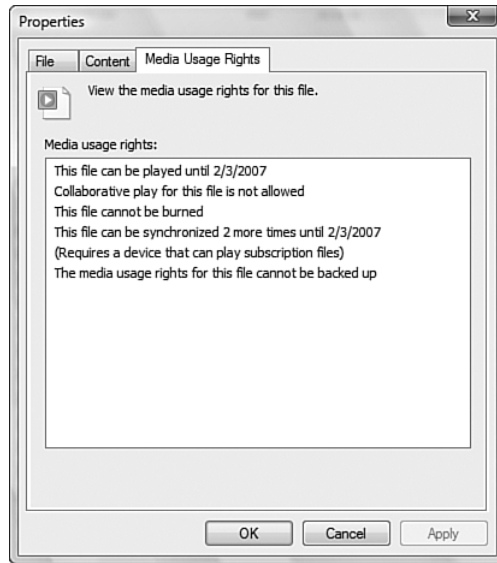 Properties
File Content Media Usage Rights
View the media usage rights for this file.
Media usage rights:
This file can be played until 2/3/2007
Collaborative play for this file is not allowed
This file cannot be burned
This file can be synchronized 2 more times until 2/3/2007
(Requires a device that can play subscription files)
The media usage rights for this file cannot be backed up
OK Cancel Apply